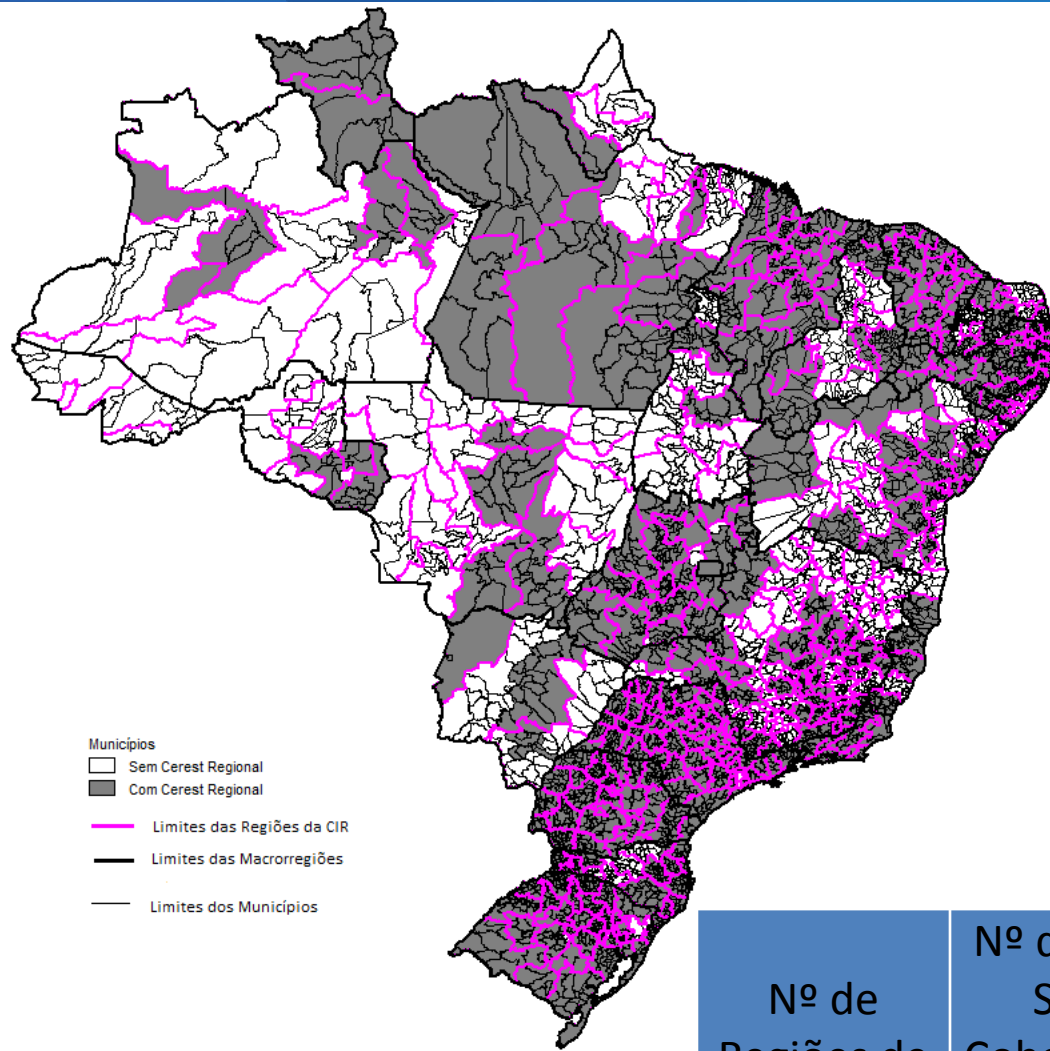 Municípios
Sem Cerest Regional
Com Cerest Regional
Limites das Regiões da CIR
Limites das Macrorregiões
Limites dos Municípios
Nº de
Nº d
S